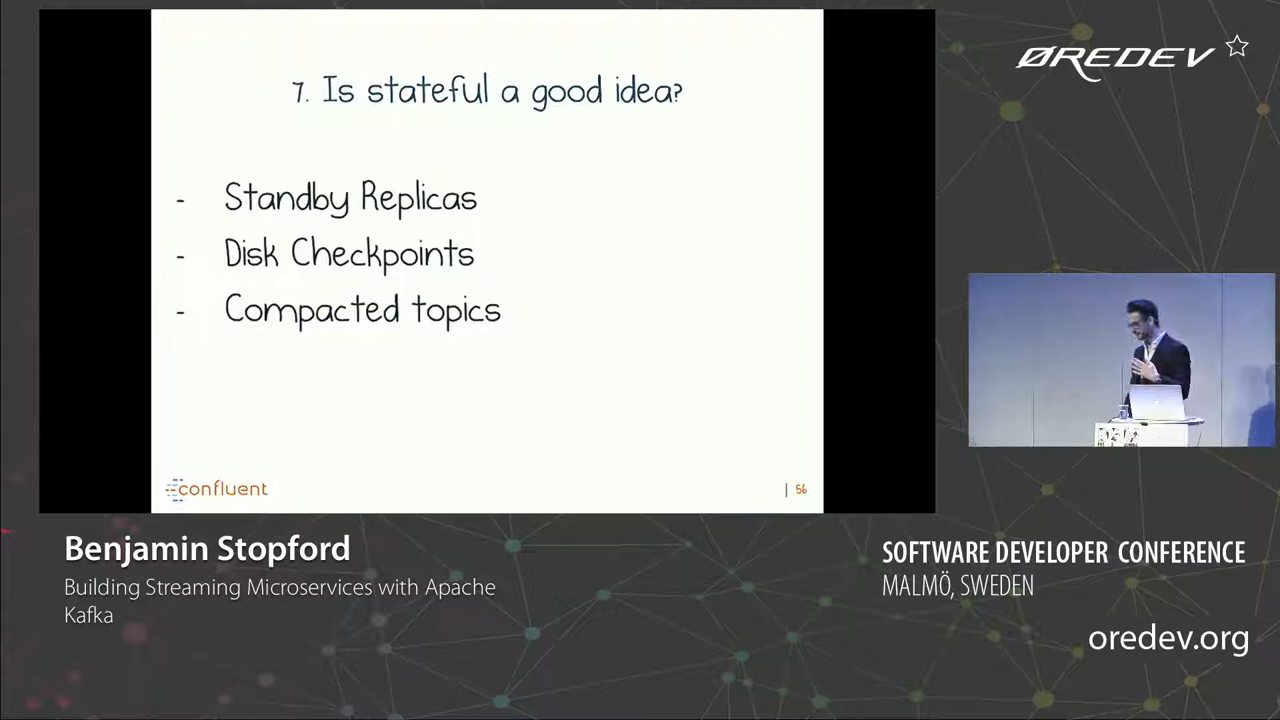 7. Is stateful a good idea?
- Standby Replicas
- Disk Checkpoints
- Compacted topics
confluent
| 56
ØREDEV
Benjamin Stopford
Building Streaming Microservices with Apache
Kafka
SOFTWARE DEVELOPER CONFERENCE
MALMÖ, SWEDEN
oredev.org